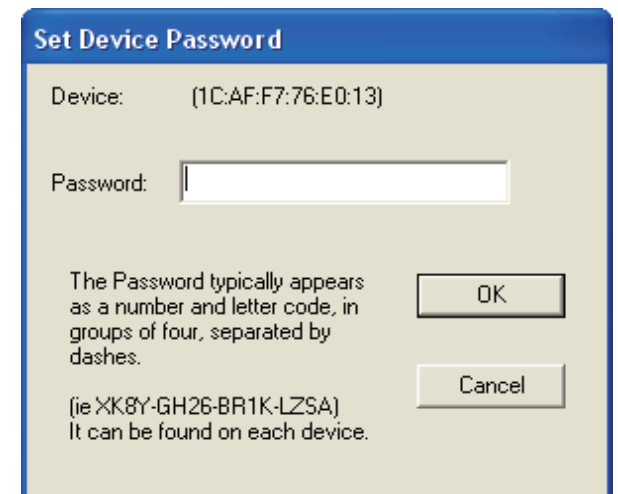 Set Device Password
Device: (1C:AF:F7:76:E0:13)
Password:
The Password typically appears
as a number and letter code, in
groups of four, separated by
dashes.
OK
(ie XK8Y-GH26-BR1K-LZSA)
It can be found on each device.
Cancel